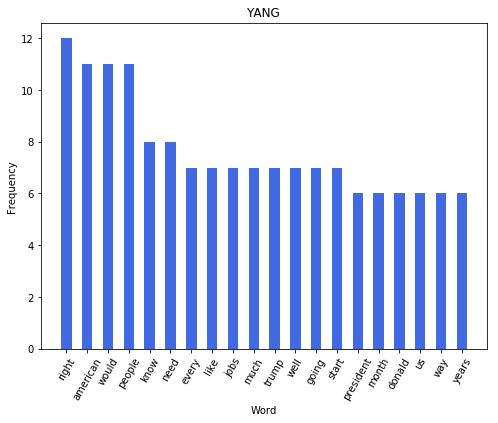 YANG
Frequency
12
10
8
6
4
2
0
right american would people know need every like jobs much trump well going start president month donald us way years
Word